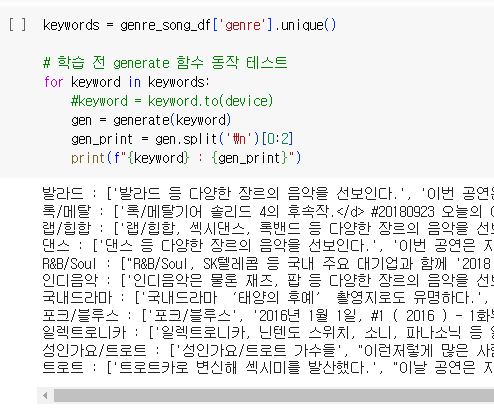 [ ] keywords = genre_song_df['genre'].unique()
# 학습 전 generate 함수 동작 테스트
for keyword in keywords:
#keyword = keyword.to(device)
gen = generate(keyword)
gen_print = gen.split('₩n')[0:2]
print(f"{keyword} : {gen_print}")
발라드 : ['발라드 등 다양한 장르의 음악을 선보인다.', '이번 공연은
록/메탈 : ['록/메탈기어 솔리드 4의 후속작.</d> #20180923 오늘의
랩/힙합 : ['랩/힙합, 섹시댄스, 록밴드 등 다양한 장르의 음악을 선보
댄스 : ['댄스 등 다양한 장르의 음악을 선보인다.', '이번 공연은 지
R&B/Soul : ["R&B/Soul, SK텔레콤 등 국내 주요 대기업과 함께 '2018
인디음악 : ['인디음악은 물론 재즈, 팝 등 다양한 장르의 음악을 선보
국내드라마 : ['국내드라마 ‘태양의 후예’ 촬영지로도 유명하다.',
포크/블루스 : ['포크/블루스', '2016년 1월 1일, #1 ( 2016 ) - 1화부
일렉트로니카 : ['일렉트로니카, 닌텐도 스위치, 소니, 파나소닉 등
성인가요/트로트 : ['성인가요/트로트 가수들', "이런저렇게 많은 사람
트로트 : ['트로트카로 변신해 섹시미를 발산했다.', "이날 공연은 지